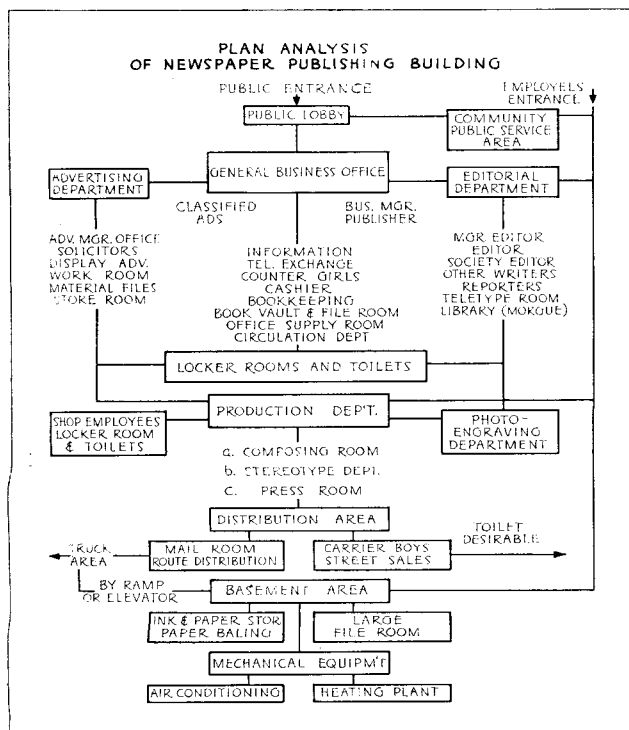 PLAN ANALYSIS
OF NEWSPAPER PUBLISHING BUILDING
PUBLIC ENTRANCE
EMPLOYEES
ENTRANCE
PUBLIC LOBBY
COMMUNITY
PUBLIC SERVICE
AREA
ADVERTISING
DEPARTMENT
GENERAL BUSINESS OFFICE
EDITORIAL
DEPARTMENT
CLASSIFIED
ADS
BUS. MGR.
PUBLISHER
ADV. MGR. OFFICE
SOLICITORS
DISPLAY ADV.
WORK ROOM
MATERIAL FILES
STORE ROOM
INFORMATION
TEL. EXCHANGE
COUNTER GIRLS
CASHIER
BOOKKEEPING
BOOK VAULT & FILE ROOM
OFFICE SUPPLY ROOM
CIRCULATION DEPT
MGR. EDITOR
EDITOR
SOCIETY EDITOR
OTHER WRITERS
REPORTERS
TELETYPE ROOM
LIBRARY (MORGUE)
LOCKER ROOMS AND TOILETS
SHOP EMPLOYEES
LOCKER ROOM
& TOILETS
PRODUCTION DEP'T.
PHOTO-
ENGRAVING
DEPARTMENT
a. COMPOSING ROOM
b. STEREOTYPE DEPT.
c. PRESS ROOM
DISTRIBUTION AREA
TRUCK
AREA
MAIL ROOM
ROUTE DISTRIBUTION
CARRIER BOYS
STREET SALES
TOILET
DESIRABLE
BY RAMP
OR ELEVATOR
BASEMENT AREA
INK & PAPER STOR
PAPER BALING
LARGE
FILE ROOM
MECHANICAL EQUIPM'T
AIR CONDITIONING
HEATING PLANT